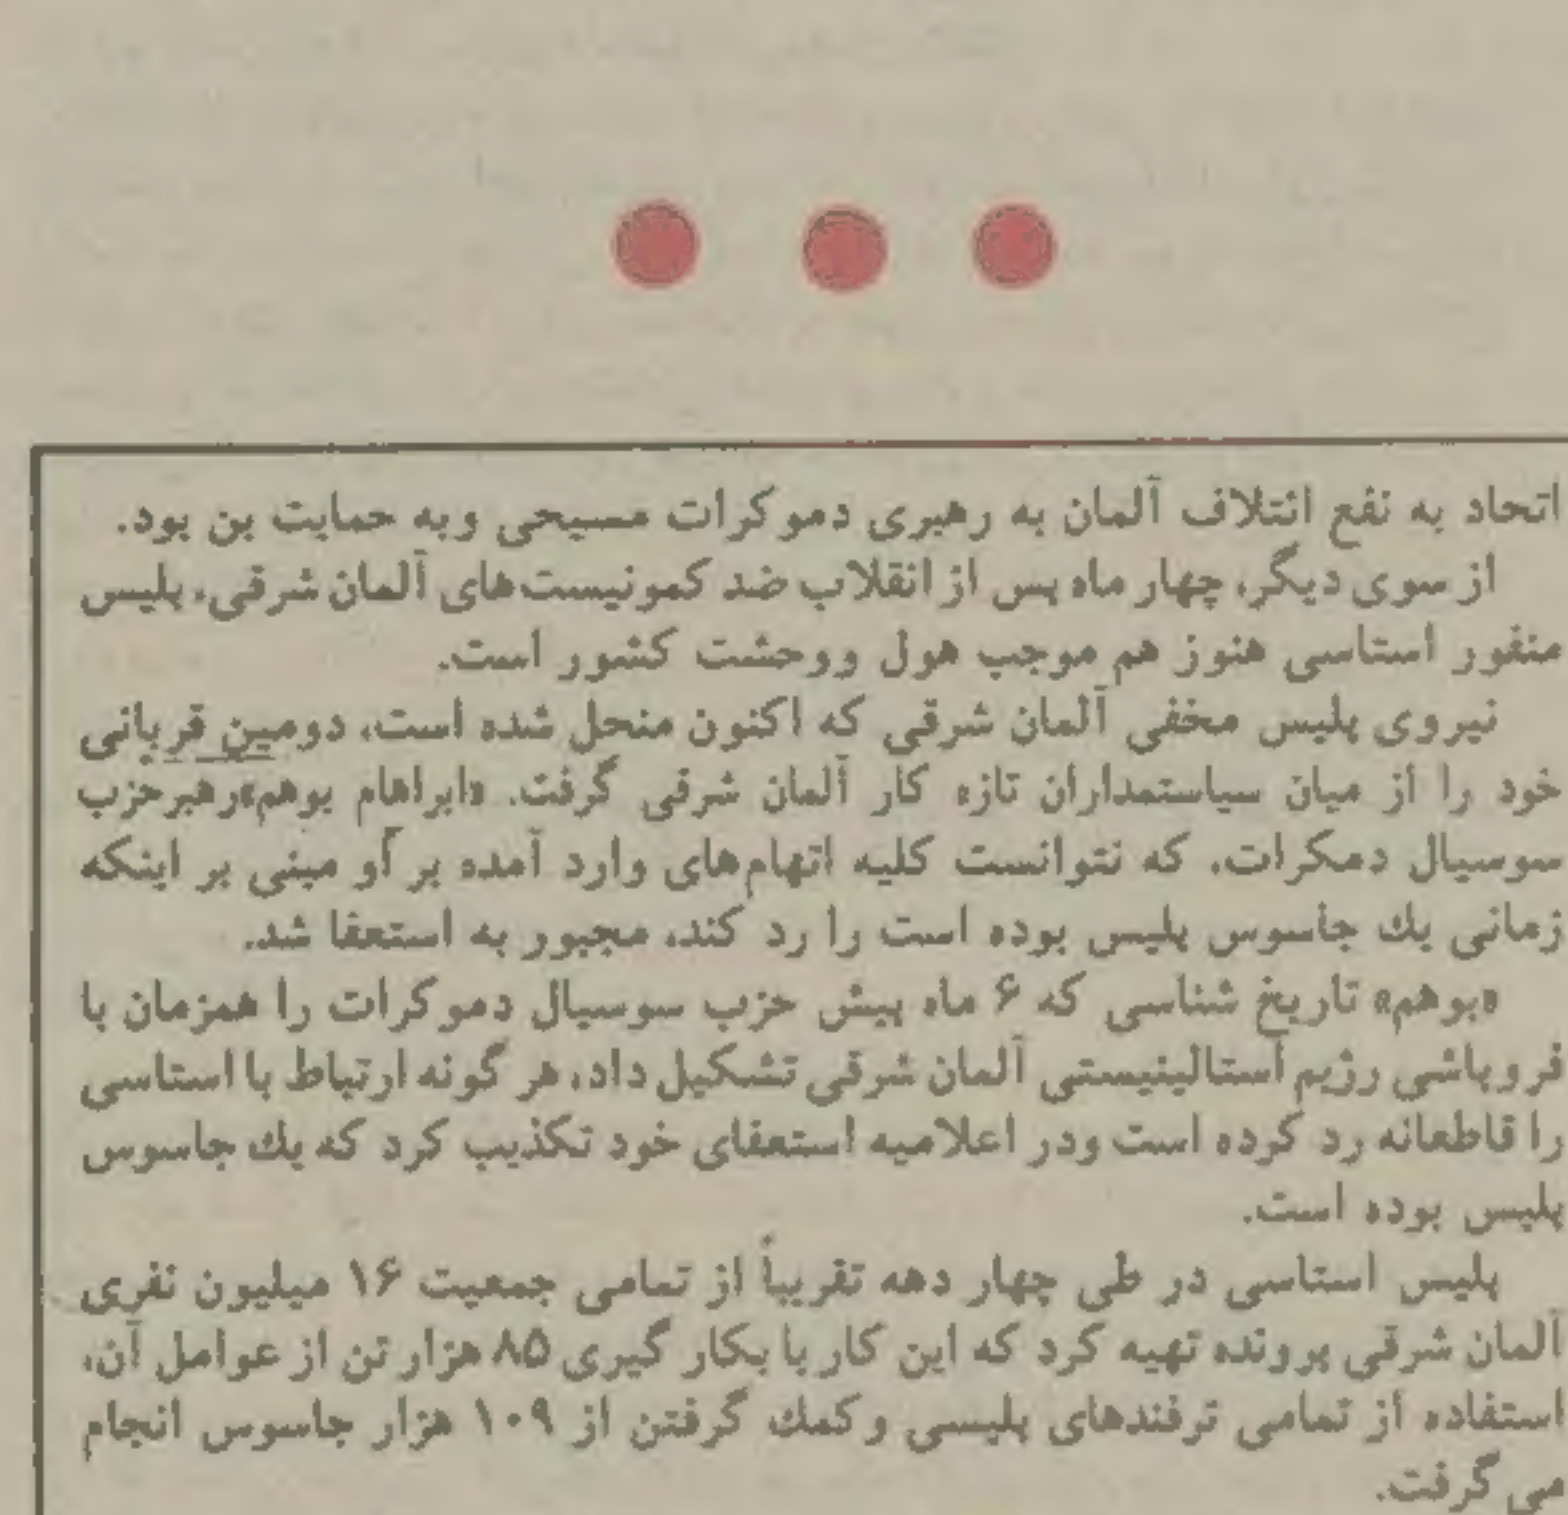 اتحاد به نفع ائتلاف آلمان به رهبری دموکرات مسیحی وبه حمایت بن بود.
از سوی دیگر، چهار ماه پس از انقلاب ضد کمونیست‌های آلمان شرقی، پلیس
منفور استاسی هنوز هم موجب هول ووحشت کشور است.
نیروی پلیس مخفی آلمان شرقی که اکنون منحل شده است، دومین قربانی
خود را از میان سیاستمداران تازه کار آلمان شرقی گرفت. «ابراهام بوهم»رهبرحزب
سوسیال دمکرات، که نتوانست کلیه اتهام‌های وارد آمده بر او مبنی بر اینکه
زمانی یك جاسوس پلیس بوده است را رد کند، مجبور به استعفا شد.
«بوهم» تاریخ شناسی که ۶ ماه پیش حزب سوسیال دموکرات را همزمان با
فروپاشی رژیم استالینیستی آلمان شرقی تشکیل داد، هر گونه ارتباط با استاسی
را قاطعانه رد کرده است ودر اعلامیه استعفای خود تکذیب کرد که یك جاسوس
پلیس بوده است.
پلیس استاسی در طی چهار دهه تقریباً از تمامی جمعیت ۱۶ میلیون نفری
آلمان شرقی پرونده تهیه کرد که این کار با بکار گیری ۸۵ هزار تن از عوامل آن،
استفاده از تمامی ترفندهای پلیسی وکمك گرفتن از ۱۰۹ هزار جاسوس انجام
می گرفت.